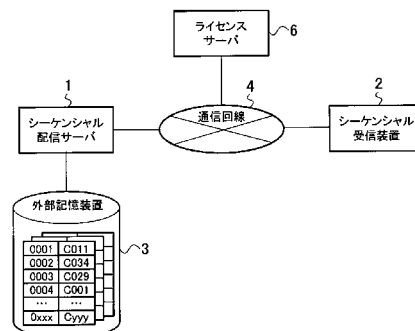 ライセンス
サーバ
6
1
シーケンシャル
配信サーバ
4
通信回線
2
シーケンシャル
受信装置
外部記憶装置
3
0001 C011
0002 C034
0003 C029
0004 C001
… …
0xxx Cyyy